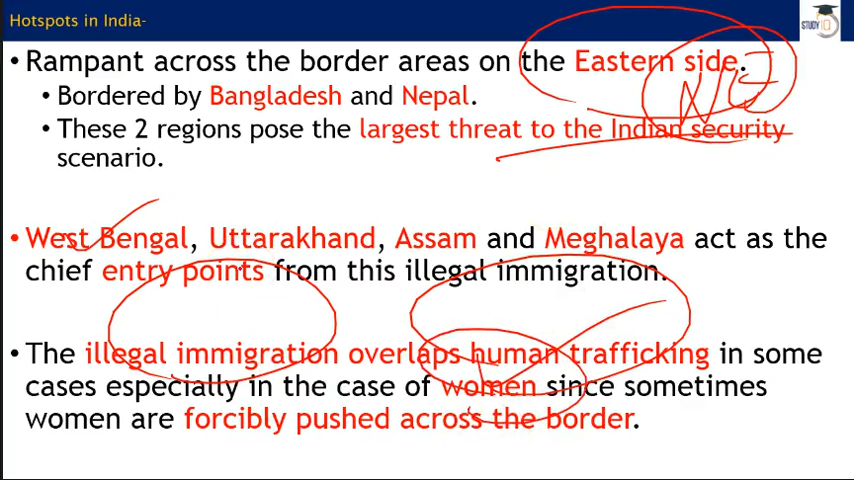 Hotspots in India-
STUDY IQ
• Rampant across the border areas on the Eastern side.
NE
• Bordered by Bangladesh and Nepal.
• These 2 regions pose the largest threat to the Indian security
scenario.
• West Bengal, Uttarakhand, Assam and Meghalaya act as the
chief entry points from this illegal immigration.
• The illegal immigration overlaps human trafficking in some
cases especially in the case of women since sometimes
women are forcibly pushed across the border.